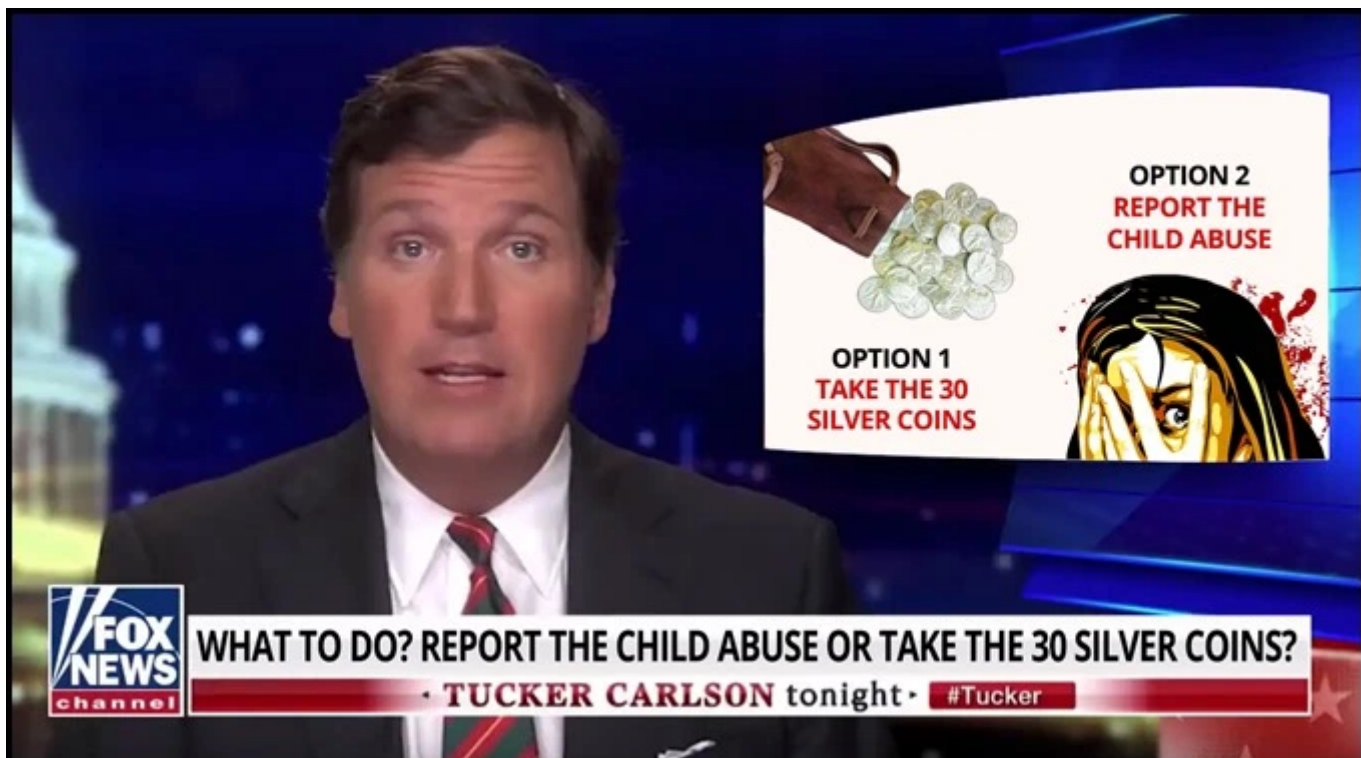 OPTION 2
REPORT THE
CHILD ABUSE
OPTION 1
TAKE THE 30
SILVER COINS
FOX
NEWS
channel
WHAT TO DO? REPORT THE CHILD ABUSE OR TAKE THE 30 SILVER COINS?
· TUCKER CARLSON tonight · #Tucker